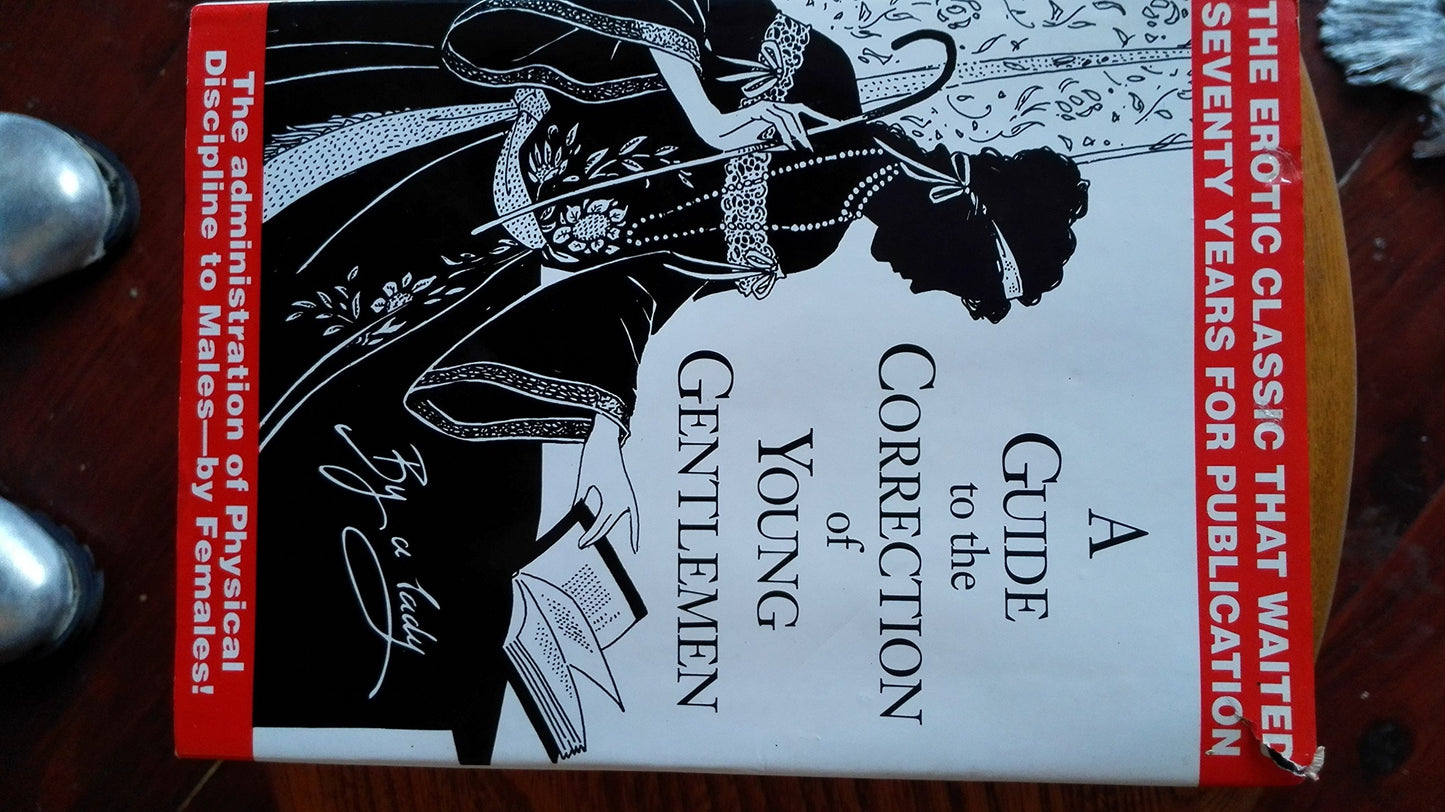 THE EROTIC CLASSIC THAT WAITED
SEVENTY YEARS FOR PUBLICATION
A
GUIDE
to the
CORRECTION
of
YOUNG
GENTLEMEN
By a lady
The administration of Physical
Discipline to Males—by Females!